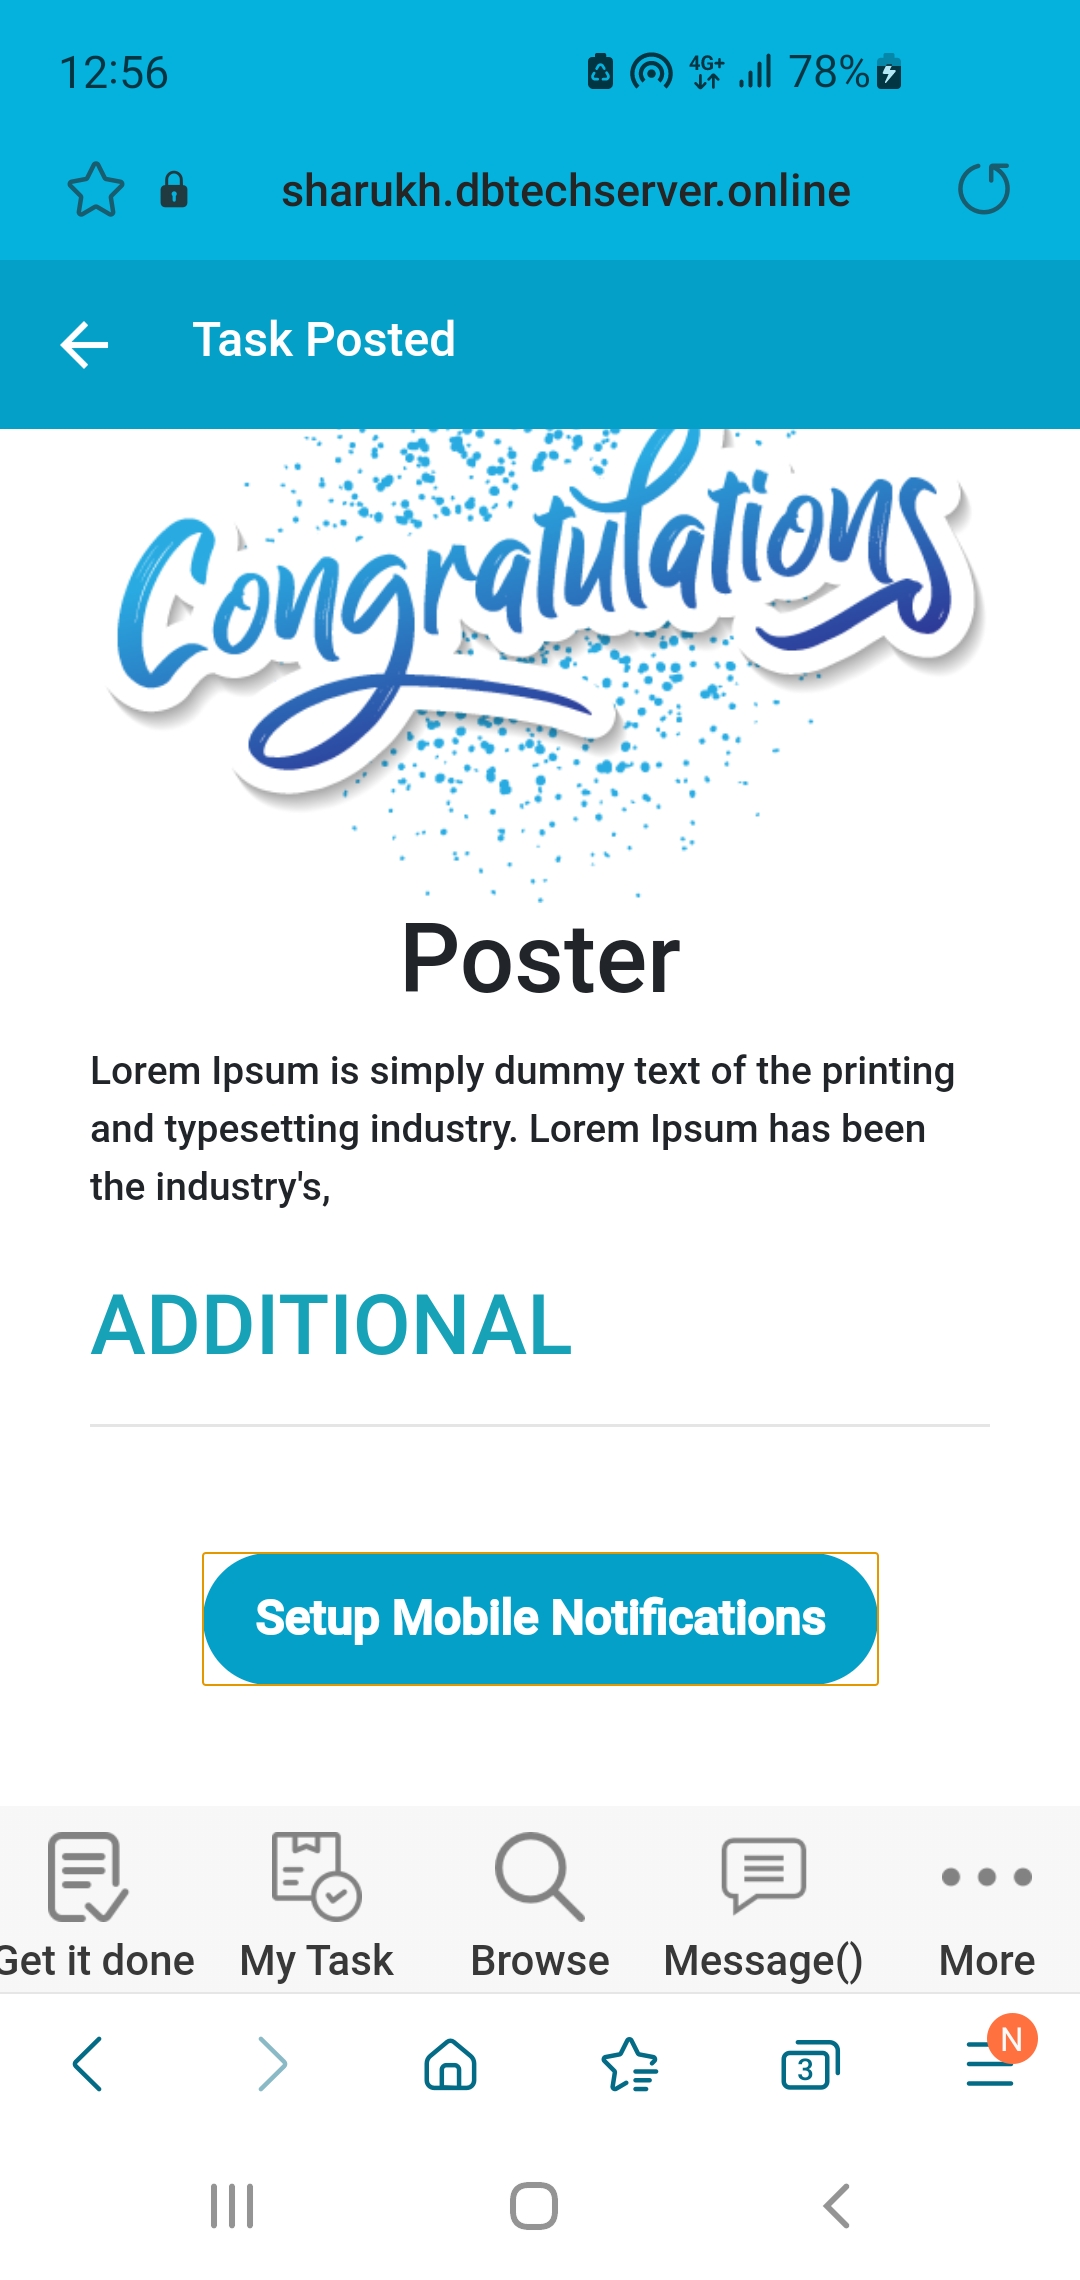 12:56
4G+
78%
sharukh.dbtechserver.online
Task Posted
Congratulations
Poster
Lorem Ipsum is simply dummy text of the printing
and typesetting industry. Lorem Ipsum has been
the industry's,
ADDITIONAL
Setup Mobile Notifications
Get it done
My Task
Browse
Message()
More
3
N